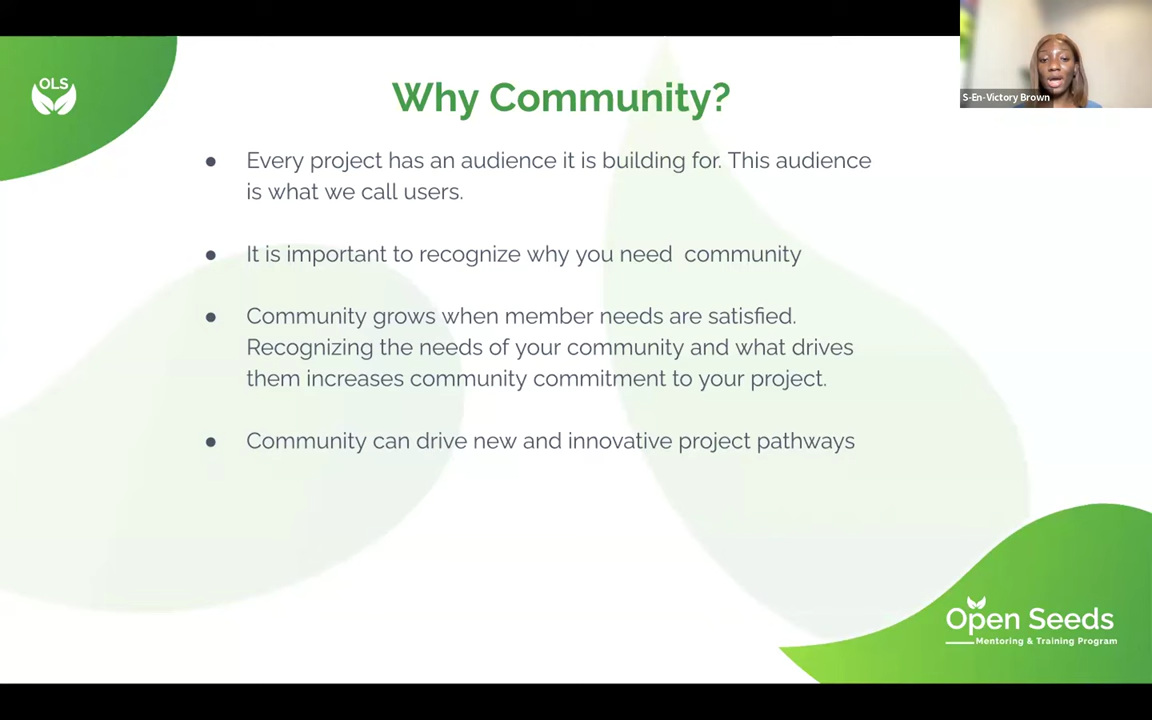 OLS
Why Community?
S-En-Victory Brown
● Every project has an audience it is building for. This audience
is what we call users.
● It is important to recognize why you need  community
● Community grows when member needs are satisfied.
Recognizing the needs of your community and what drives
them increases community commitment to your project.
● Community can drive new and innovative project pathways
Open Seeds
Mentoring & Training Program